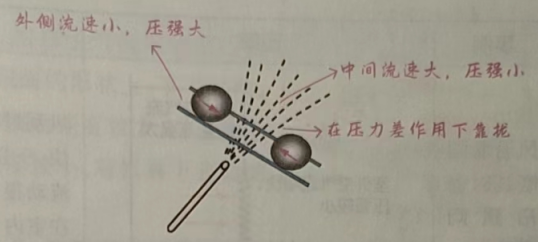 外侧流速小，压强大
中间流速大，压强小
在压力差作用下靠拢